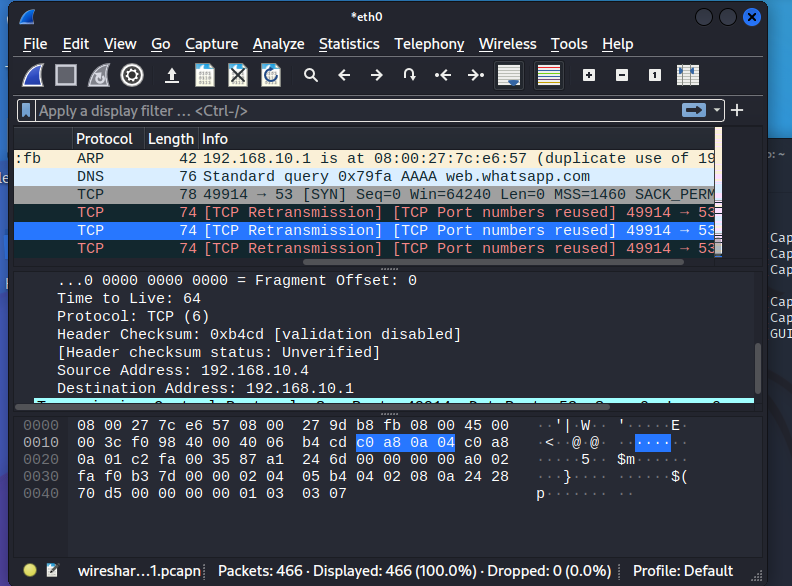 *eth0
File Edit View Go Capture Analyze Statistics Telephony Wireless Tools Help
Apply a display filter … <Ctrl-/>
Protocol Length Info
:fb ARP 42 192.168.10.1 is at 08:00:27:7c:e6:57 (duplicate use of 19
DNS 76 Standard query 0x79fa AAAA web.whatsapp.com
TCP 78 49914 → 53 [SYN] Seq=0 Win=64240 Len=0 MSS=1460 SACK_PERM
TCP 74 [TCP Retransmission] [TCP Port numbers reused] 49914 → 53
TCP 74 [TCP Retransmission] [TCP Port numbers reused] 49914 → 53
TCP 74 [TCP Retransmission] [TCP Port numbers reused] 49914 → 53
...0 0000 0000 0000 = Fragment Offset: 0
Time to Live: 64
Protocol: TCP (6)
Header Checksum: 0xb4cd [validation disabled]
[Header checksum status: Unverified]
Source Address: 192.168.10.4
Destination Address: 192.168.10.1
0000 08 00 27 7c e6 57 08 00 27 9d b8 fb 08 00 45 00 ··'|·W·· '·····E·
0010 00 3c f0 98 40 00 40 06 b4 cd c0 a8 0a 04 c0 a8 ·<··@·@· ········
0020 0a 01 c2 fa 00 35 87 a1 24 6d 00 00 00 00 a0 02 ·····5·· $m······
0030 fa f0 b3 7d 00 00 02 04 05 b4 04 02 08 0a 24 28 ···}···· ······$(
0040 70 d5 00 00 00 00 01 03 03 07 p······· ··
wireshar…1.pcapn
Packets: 466 · Displayed: 466 (100.0%) · Dropped: 0 (0.0%)
Profile: Default
Cap
Cap
Cap
Cap
Cap
GUI